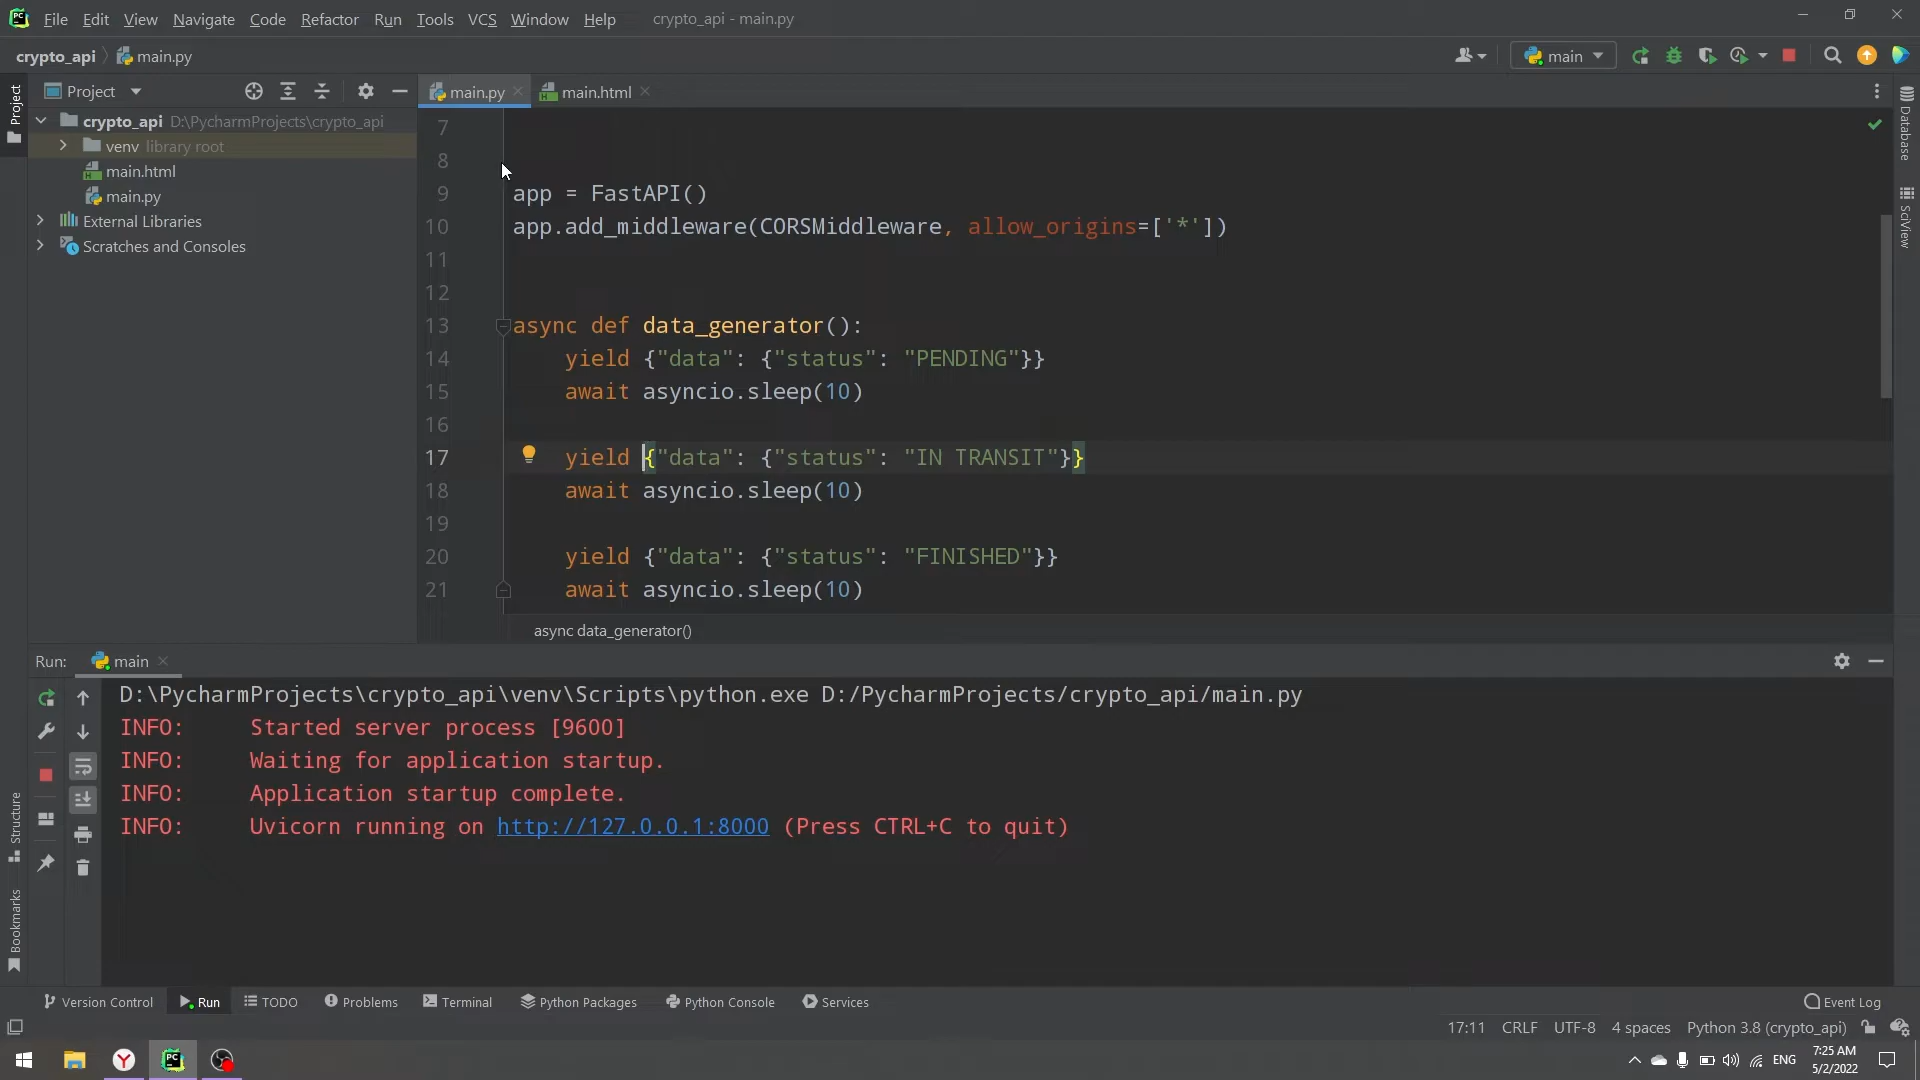 File Edit View Navigate Code Refactor Run Tools VCS Window Help crypto_api - main.py
crypto_api main.py
main
Project
Project
main.py
main.html
crypto_api D:\PycharmProjects\crypto_api
venv library root
main.html
main.py
External Libraries
Scratches and Consoles
7
8
9 app = FastAPI()
10 app.add_middleware(CORSMiddleware, allow_origins=['*'])
11
12
13 async def data_generator():
14 yield {"data": {"status": "PENDING"}}
15 await asyncio.sleep(10)
16
17 yield {"data": {"status": "IN TRANSIT"}}
18 await asyncio.sleep(10)
19
20 yield {"data": {"status": "FINISHED"}}
21 await asyncio.sleep(10)
async data_generator()
Database
SciView
Run: main
D:\PycharmProjects\crypto_api\venv\Scripts\python.exe D:/PycharmProjects/crypto_api/main.py
INFO: Started server process [9600]
INFO: Waiting for application startup.
INFO: Application startup complete.
INFO: Uvicorn running on http://127.0.0.1:8000 (Press CTRL+C to quit)
Structure
Bookmarks
Version Control Run TODO Problems Terminal Python Packages Python Console Services Event Log
17:11 CRLF UTF-8 4 spaces Python 3.8 (crypto_api)
ENG 7:25 AM
5/2/2022